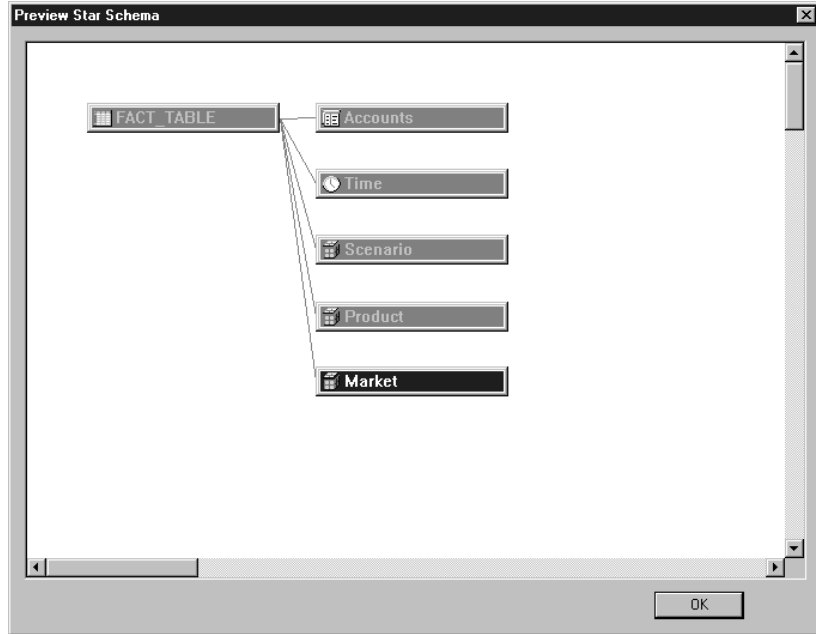 Preview Star Schema
FACT_TABLE
Accounts
Time
Scenario
Product
Market
OK